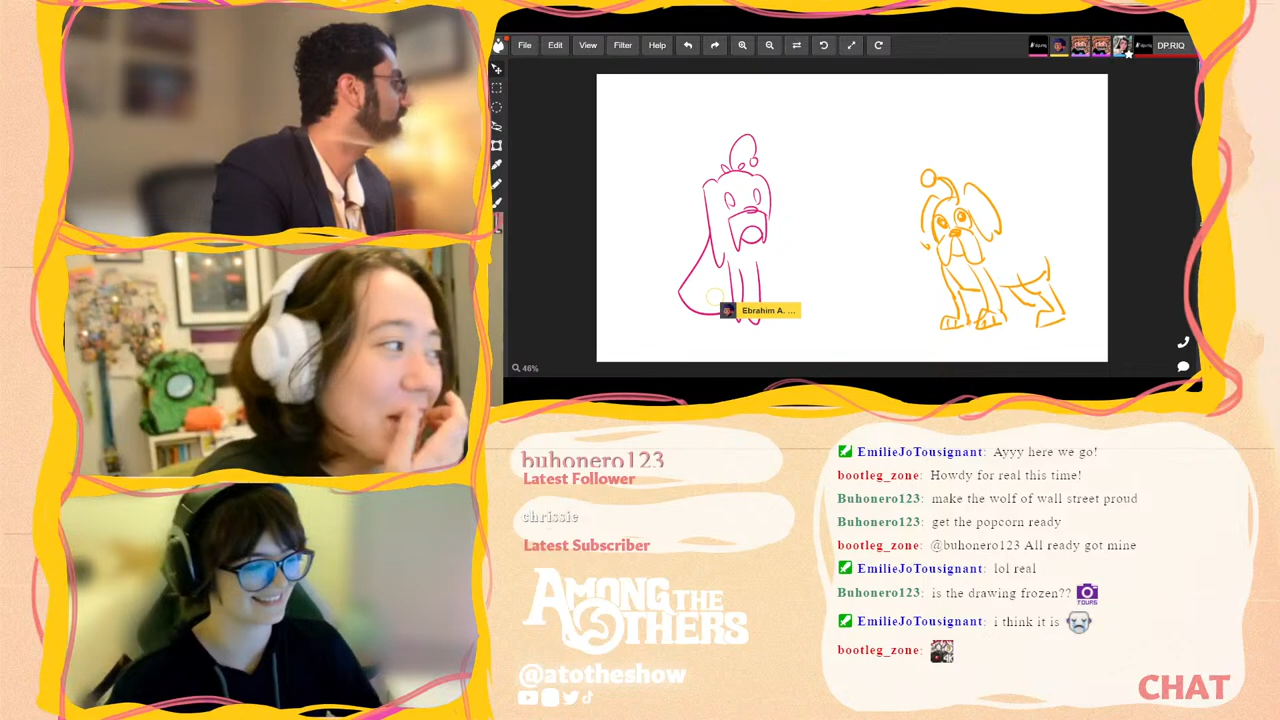 File Edit View Filter Help
DP.RIQ
Ebrahim A. ...
46%
buhonero123
Latest Follower
chrissie
Latest Subscriber
AMONG THE
OTHERS
@atotheshow
EmilieJoTousignant: Ayyy here we go!
bootleg_zone: Howdy for real this time!
Buhonero123: make the wolf of wall street proud
Buhonero123: get the popcorn ready
bootleg_zone: @buhonero123 All ready got mine
EmilieJoTousignant: lol real
Buhonero123: is the drawing frozen?? TOURS
EmilieJoTousignant: i think it is
bootleg_zone:
CHAT